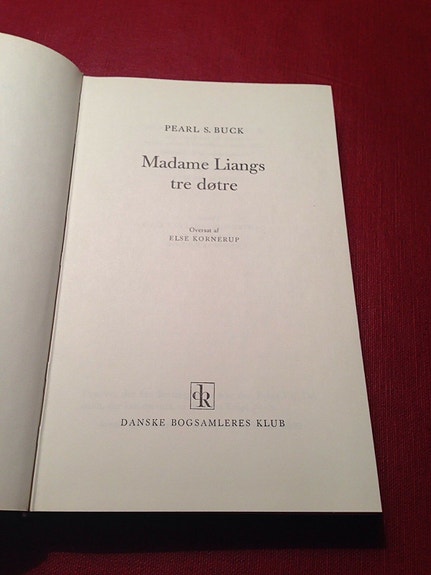 PEARL S. BUCK
Madame Liangs
tre døtre
Oversat af
ELSE KORNERUP
DANSKE BOGSAMLERES KLUB